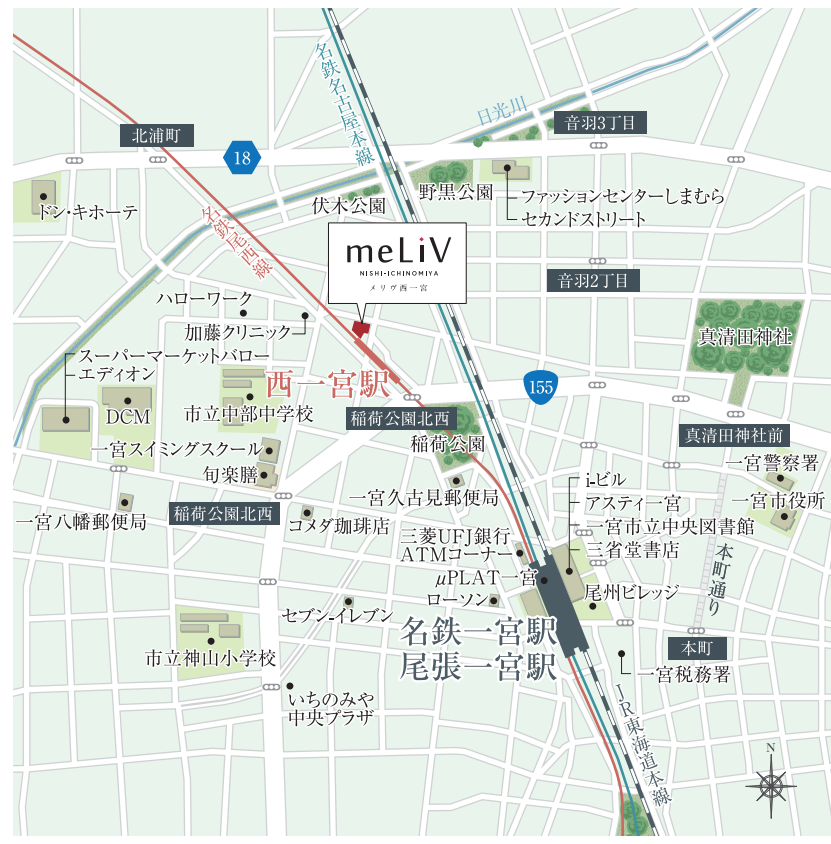 名鉄名古屋本線
日光川
音羽3丁目
北浦町
18
野黒公園
ファッションセンターしまむら
セカンドストリート
ドン・キホーテ
伏木公園
名鉄尾西線
meLiV
NISHI-ICHINOMIYA
メリヴ西一宮
音羽2丁目
ハローワーク
加藤クリニック
真清田神社
スーパーマーケットバロー
エディオン
西一宮駅
155
DCM
市立中部中学校
稲荷公園北西
稲荷公園
真清田神社前
一宮スイミングスクール
旬楽膳
一宮警察署
i-ビル
アスティ一宮
一宮市立中央図書館
三省堂書店
一宮市役所
一宮久古見郵便局
一宮八幡郵便局
稲荷公園北西
コメダ珈琲店
三菱UFJ銀行
ATMコーナー
μPLAT一宮
ローソン
本町通り
尾州ビレッジ
セブン-イレブン
名鉄一宮駅
尾張一宮駅
本町
市立神山小学校
一宮税務署
いちのみや
中央プラザ
JR東海道本線
N